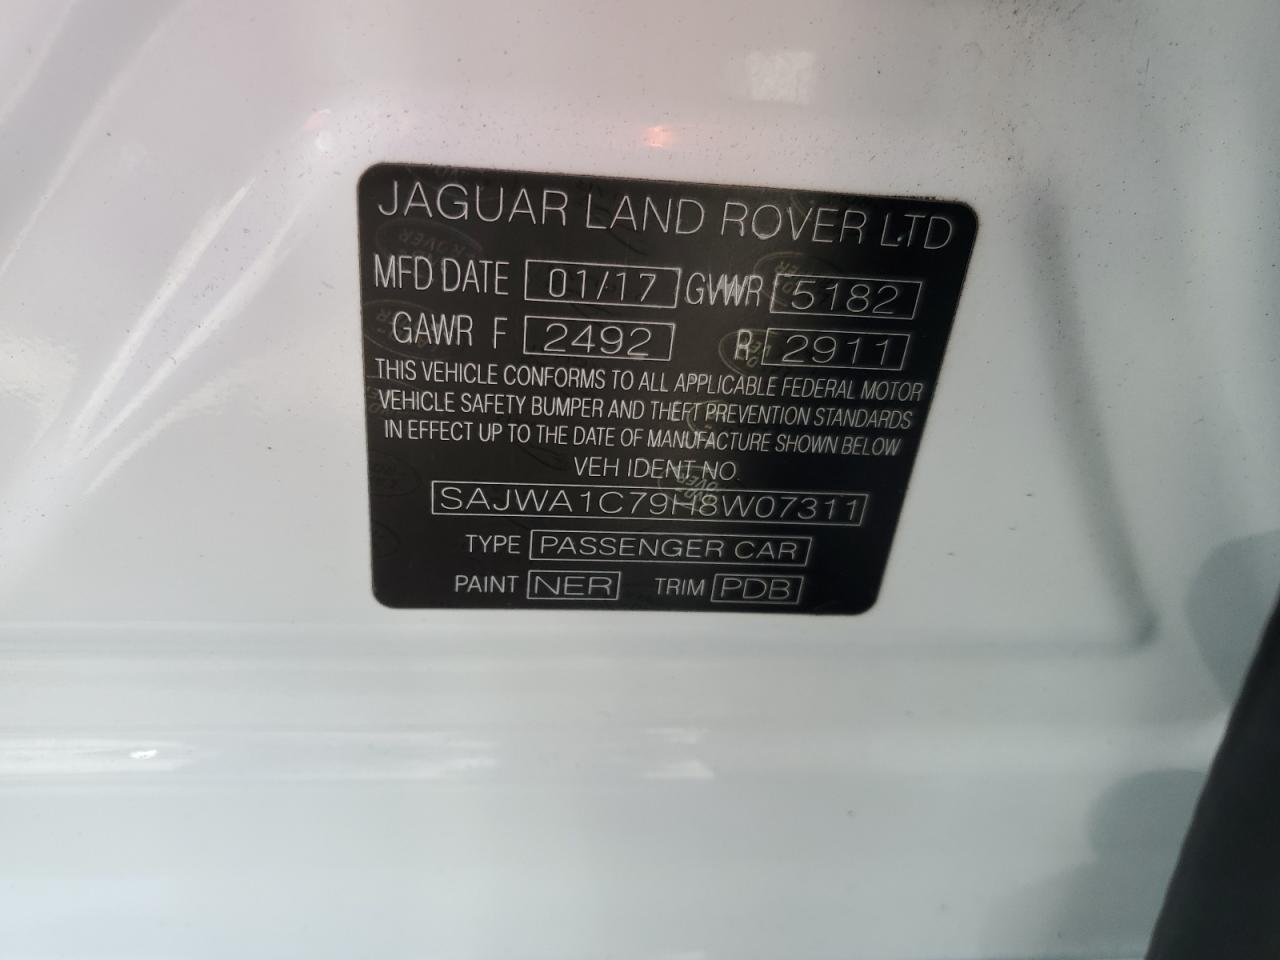 JAGUAR LAND ROVER LTD
MFD DATE 01/17 GVWR 5182
GAWR F 2492 R 2911
THIS VEHICLE CONFORMS TO ALL APPLICABLE FEDERAL MOTOR
VEHICLE SAFETY BUMPER AND THEFT PREVENTION STANDARDS
IN EFFECT UP TO THE DATE OF MANUFACTURE SHOWN BELOW
VEH IDENT NO.
SAJWA1C79H8W07311
TYPE PASSENGER CAR
PAINT NER TRIM PDB